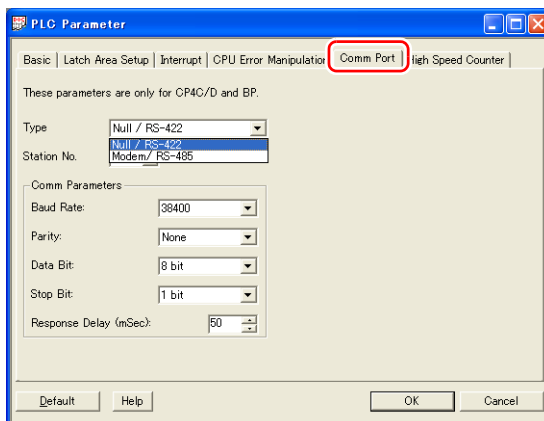 PLC Parameter
Basic Latch Area Setup Interrupt CPU Error Manipulation Comm Port High Speed Counter
These parameters are only for CP4C/D and BP.
Type Null / RS-422
Null / RS-422
Modem/ RS-485
Station No.
Comm Parameters
Baud Rate: 38400
Parity: None
Data Bit: 8 bit
Stop Bit: 1 bit
Response Delay (mSec): 50
Default Help OK Cancel